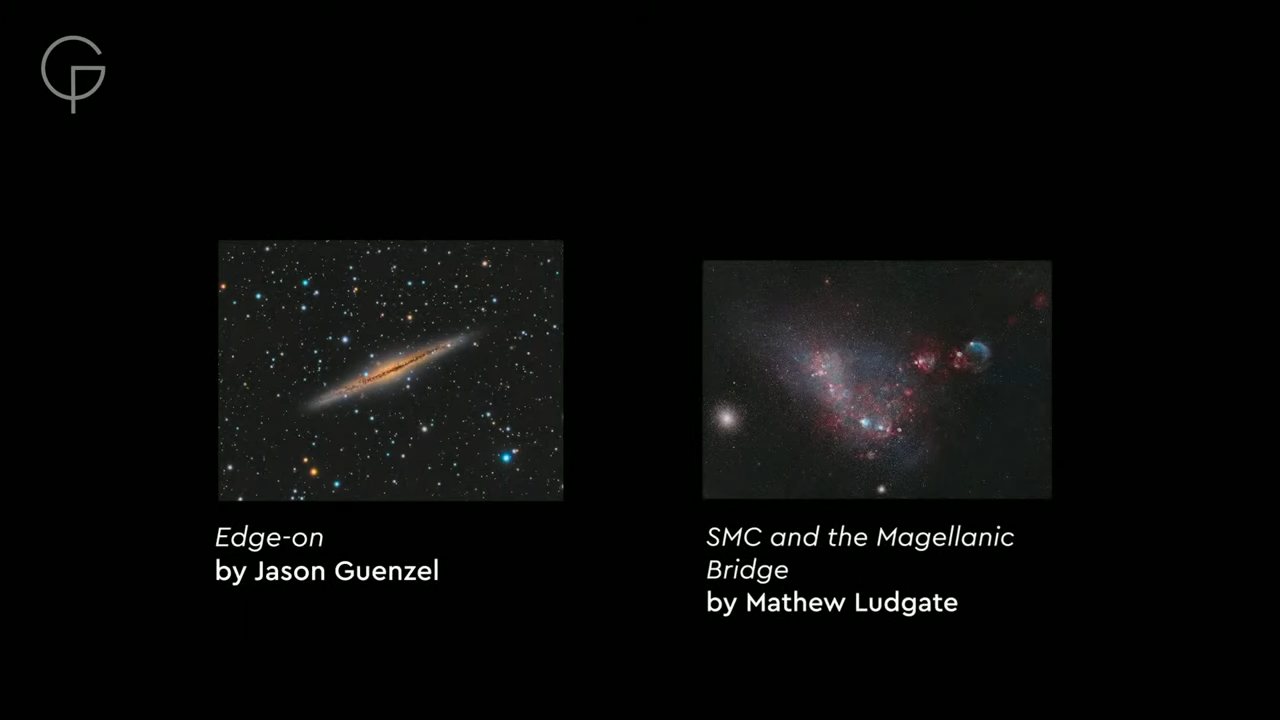 Edge-on
by Jason Guenzel
SMC and the Magellanic
Bridge
by Mathew Ludgate